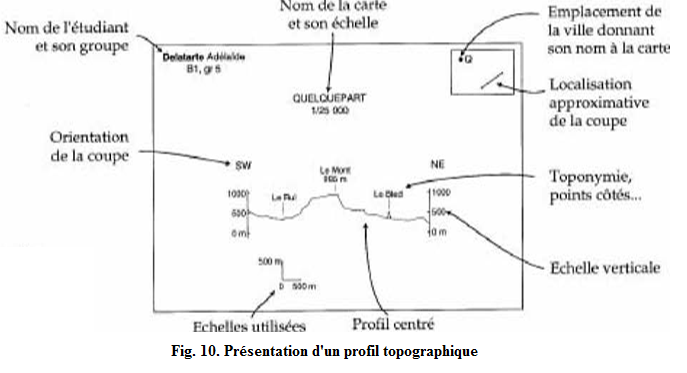 Nom de la carte
et son échelle
Emplacement de
la ville donnant
son nom à la carte
Nom de l'étudiant
et son groupe
Delatarte Adélaïde
B1, gr 5
Q
QUELQUEPART
1/25 000
Localisation
approximative
de la coupe
Orientation
de la coupe
SW
Le Mont
NE
Toponymie,
points côtés...
1000
Le Rui
Le Bled
1000
500
500
0 m
0 m
Echelle verticale
500 m
0 500 m
Echelles utilisées
Profil centré
Fig. 10. Présentation d'un profil topographique